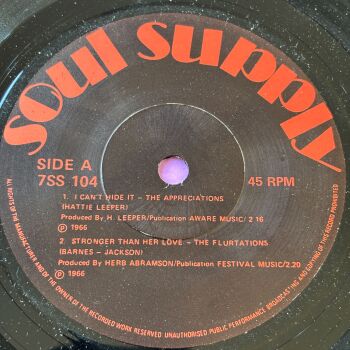 soul supply
SIDE A
7SS 104
45 RPM
1. I CAN'T HIDE IT – THE APPRECIATIONS
(HATTIE LEEPER)
Produced By H. LEEPER/Publication AWARE MUSIC/2 16
℗ 1966
2. STRONGER THAN HER LOVE – THE FLURTATIONS
(BARNES – JACKSON)
Produced by HERB ABRAMSON/Publication FESTIVAL MUSIC/2.20
℗ 1966
ALL RIGHTS OF THE MANUFACTURER AND OF THE OWNER OF THE RECORDED WORK RESERVED UNAUTHORISED PUBLIC PERFORMANCE BROADCASTING AND COPYING OF THIS RECORD PROHIBITED